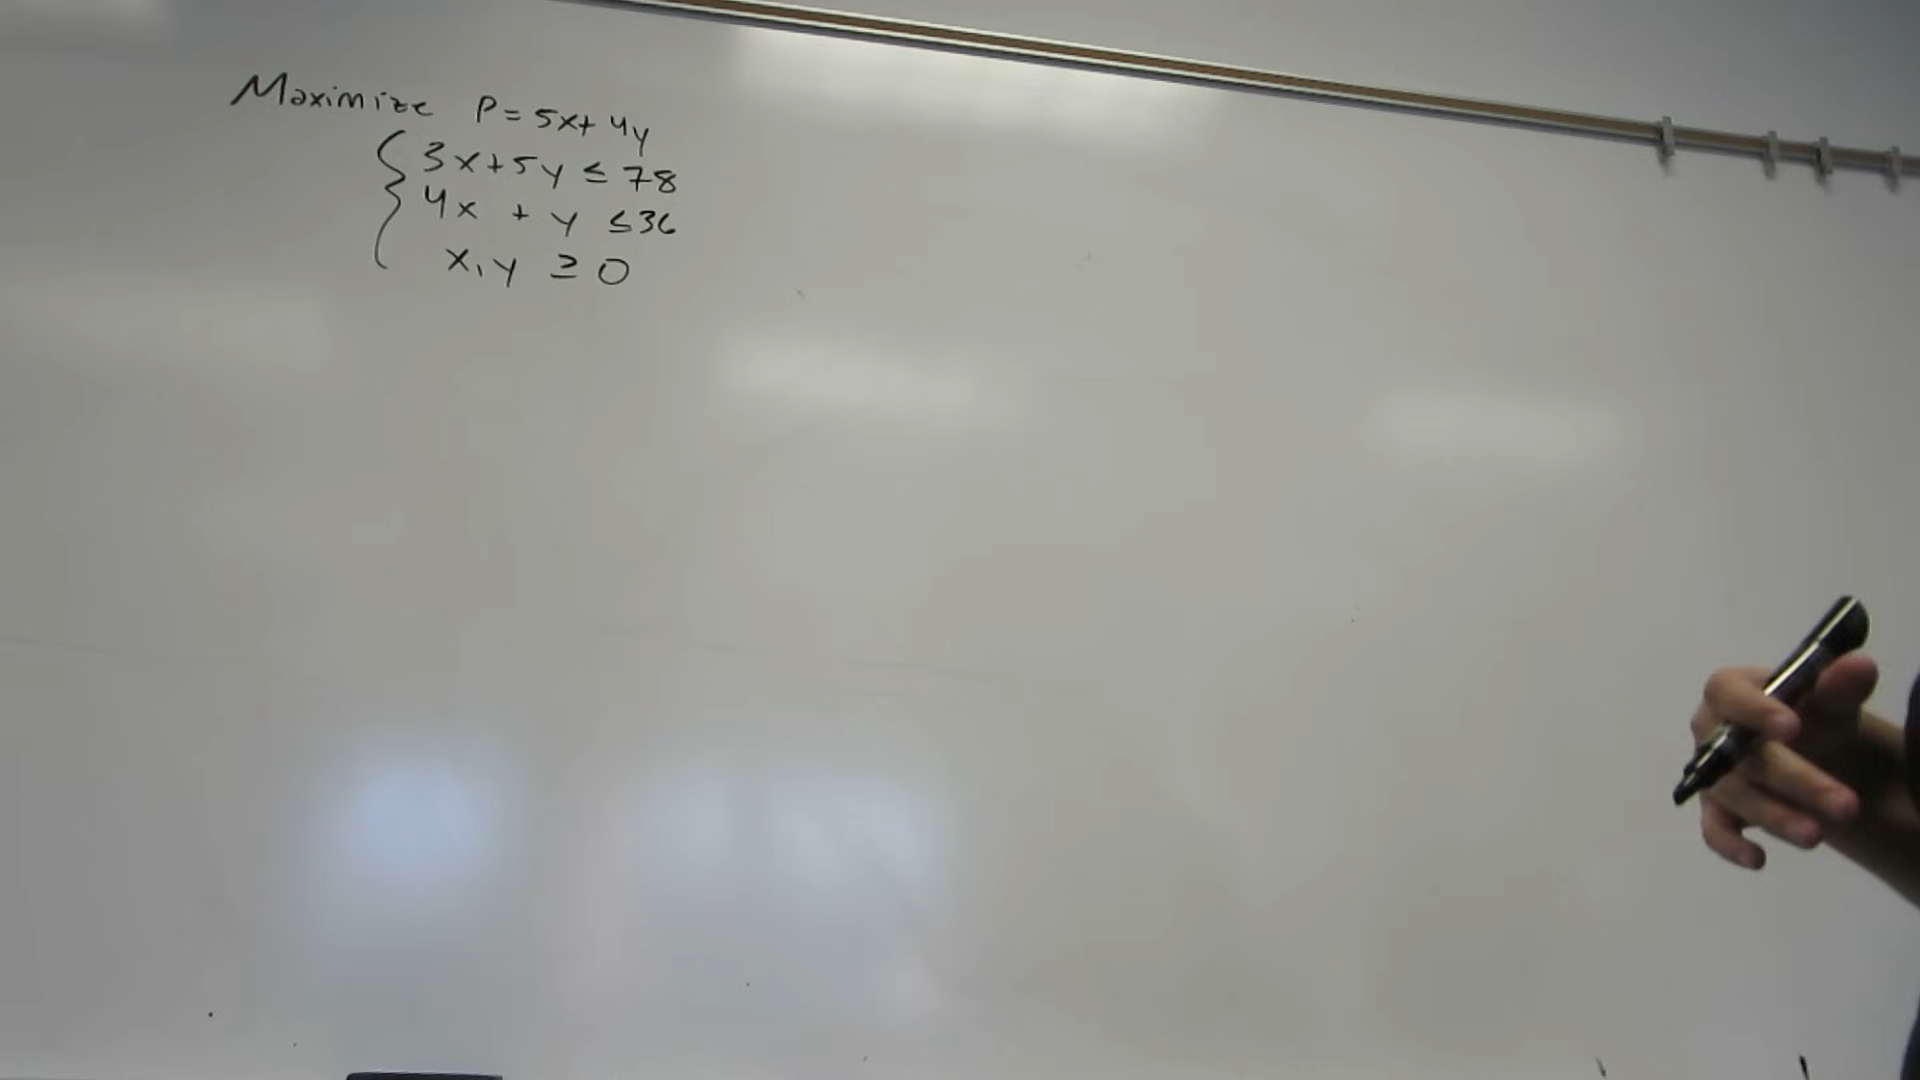 Maximize P = 5x + 4y
3x + 5y ≤ 78
4x + y ≤ 36
x, y ≥ 0